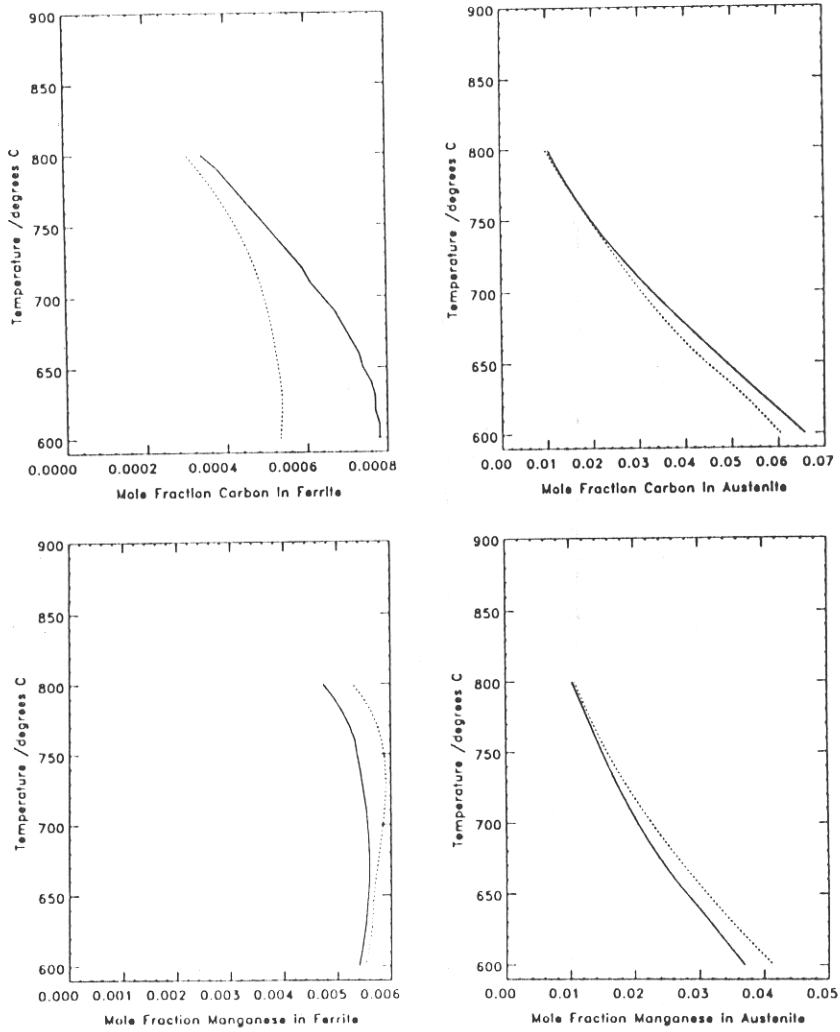 900
850
800
750
700
650
600
Temperature /degrees C
0.0000 0.0002 0.0004 0.0006 0.0008
Mole Fraction Carbon in Ferrite
900
850
800
750
700
650
600
Temperature /degrees C
0.00 0.01 0.02 0.03 0.04 0.05 0.06 0.07
Mole Fraction Carbon in Austenite
900
850
800
750
700
650
600
Temperature /degrees C
0.000 0.001 0.002 0.003 0.004 0.005 0.006
Mole Fraction Manganese in Ferrite
900
850
800
750
700
650
600
Temperature /degrees C
0.00 0.01 0.02 0.03 0.04 0.05
Mole Fraction Manganese in Austenite